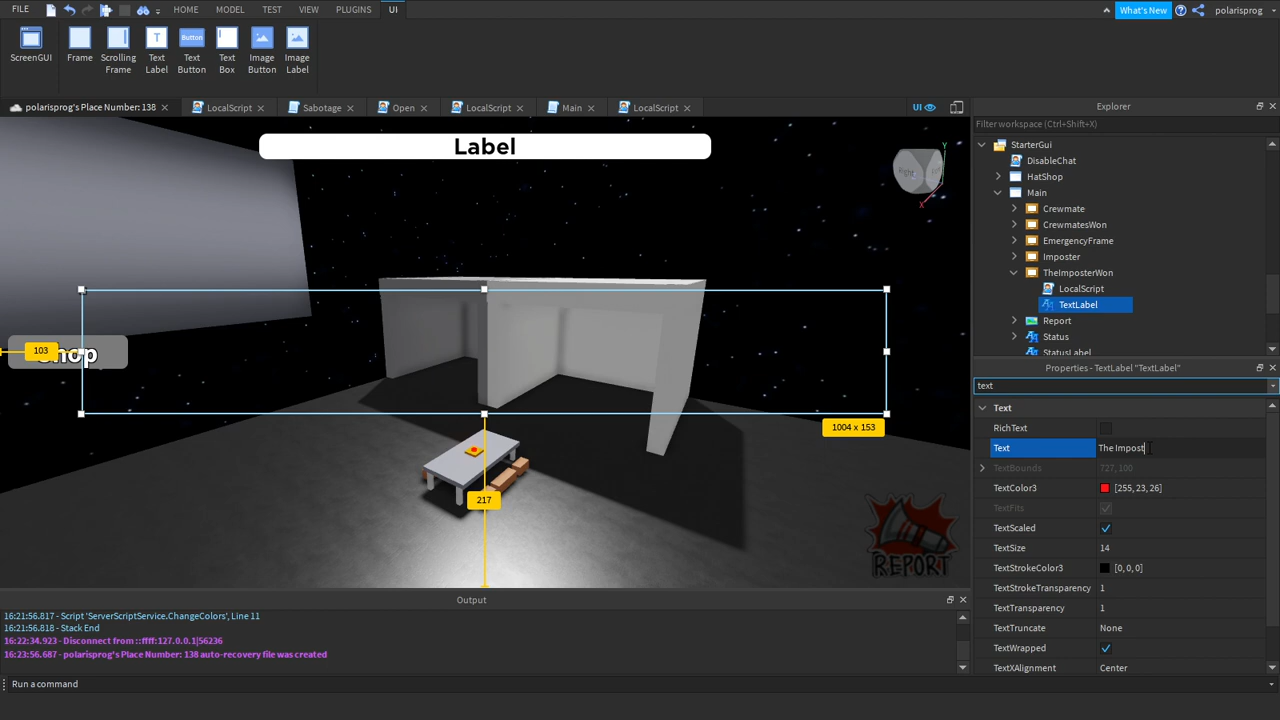 FILE HOME MODEL TEST VIEW PLUGINS UI What's New polarisprog
ScreenGUI Frame Scrolling Frame Text Label Button Text Button Text Box Image Button Image Label
polarisprog's Place Number: 138 LocalScript Sabotage Open LocalScript Main LocalScript UI
Label
Right
Y
X
Shop
103
1004 x 153
217
REPORT
Output
16:21:56.817 - Script 'ServerScriptService.ChangeColors', Line 11
16:21:56.818 - Stack End
16:22:34.923 - Disconnect from ::ffff:127.0.0.1|56236
16:23:56.687 - polarisprog's Place Number: 138 auto-recovery file was created
Run a command
Explorer
Filter workspace (Ctrl+Shift+X)
StarterGui
DisableChat
HatShop
Main
Crewmate
CrewmatesWon
EmergencyFrame
Imposter
TheImposterWon
LocalScript
TextLabel
Report
Status
StatusLabel
Properties - TextLabel "TextLabel"
text
Text
RichText
Text The Impost
TextBounds 727, 100
TextColor3 [255, 23, 26]
TextFits
TextScaled
TextSize 14
TextStrokeColor3 [0, 0, 0]
TextStrokeTransparency 1
TextTransparency 1
TextTruncate None
TextWrapped
TextXAlignment Center